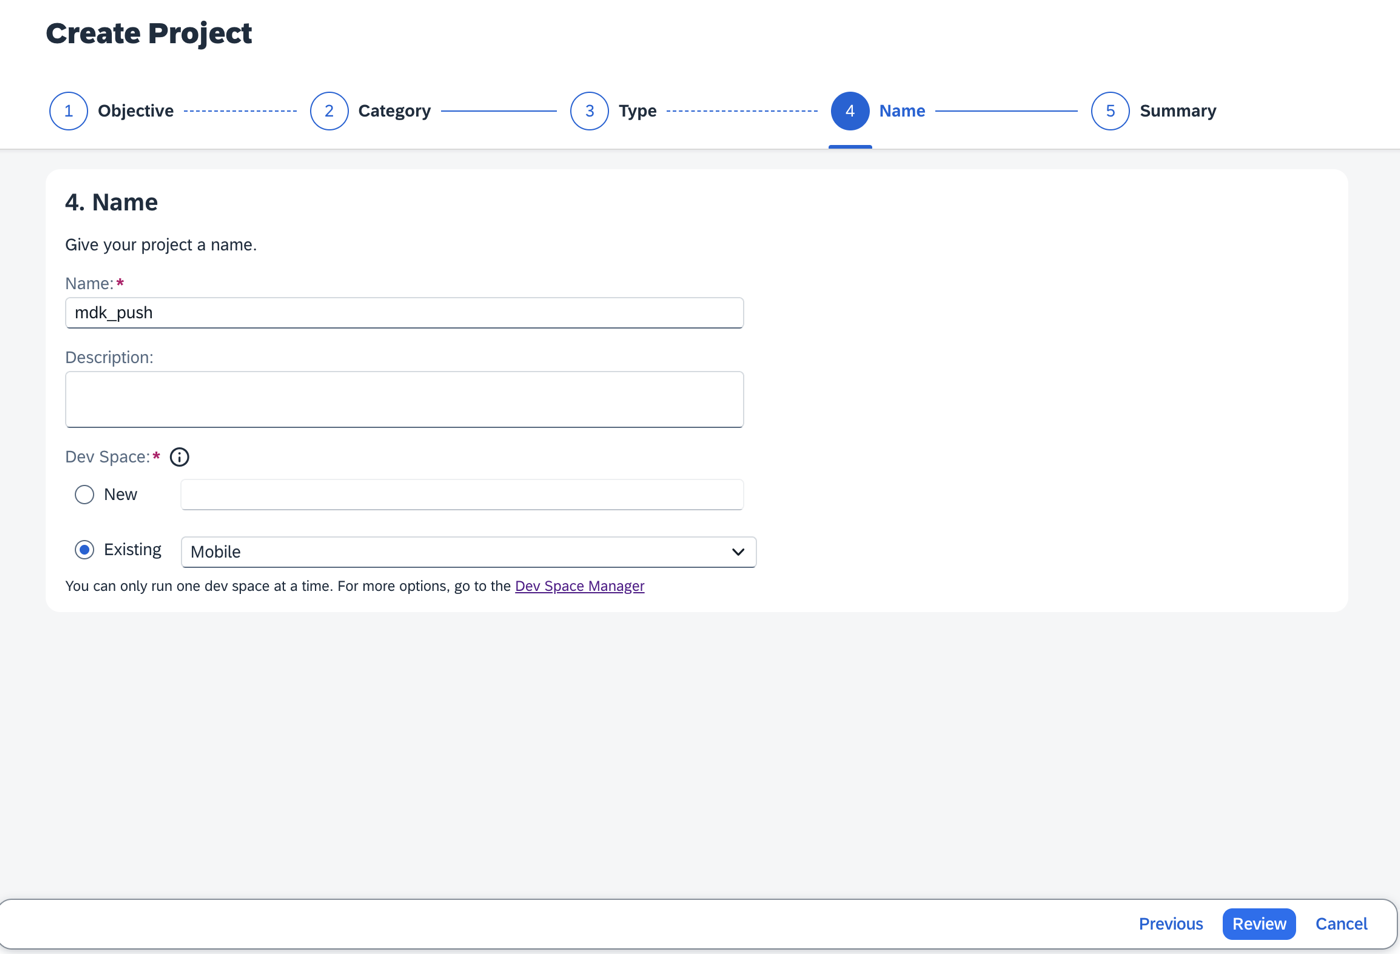 Create Project
1 Objective 2 Category 3 Type 4 Name 5 Summary
4. Name
Give your project a name.
Name:*
mdk_push
Description:
Dev Space:*
New
Existing Mobile
You can only run one dev space at a time. For more options, go to the Dev Space Manager
Previous Review Cancel